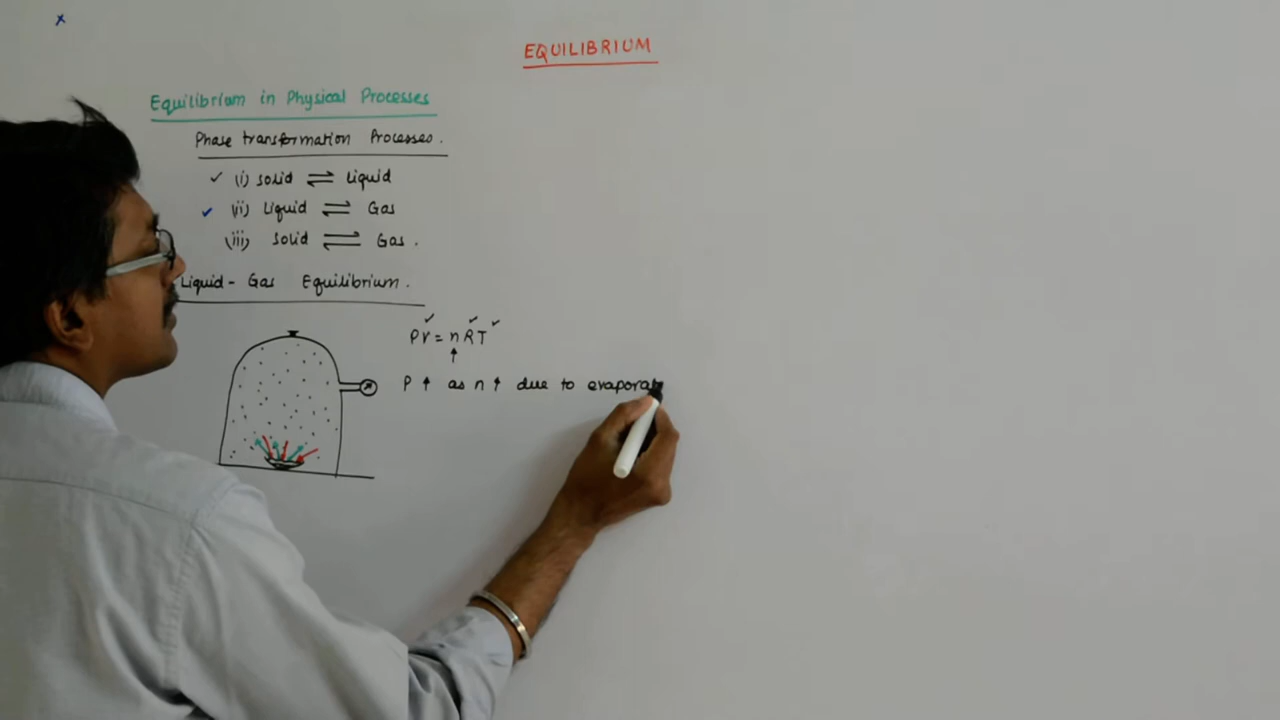 EQUILIBRIUM
Equilibrium in Physical Processes
Phase transformation Processes.
✓ (i) Solid ⇌ Liquid
✓ (ii) Liquid ⇌ Gas
(iii) Solid ⇌ Gas.
Liquid - Gas Equilibrium.
PV = nRT
P ↑ as n ↑ due to evaporat